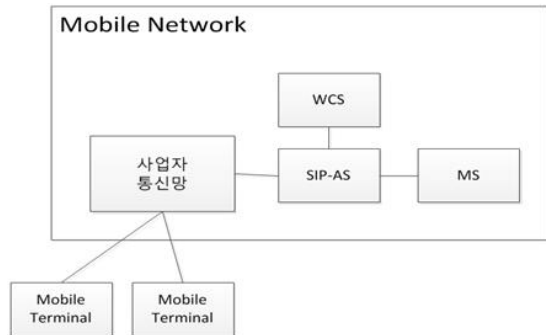 Mobile Network
WCS
사업자
통신망
SIP-AS
MS
Mobile
Terminal
Mobile
Terminal